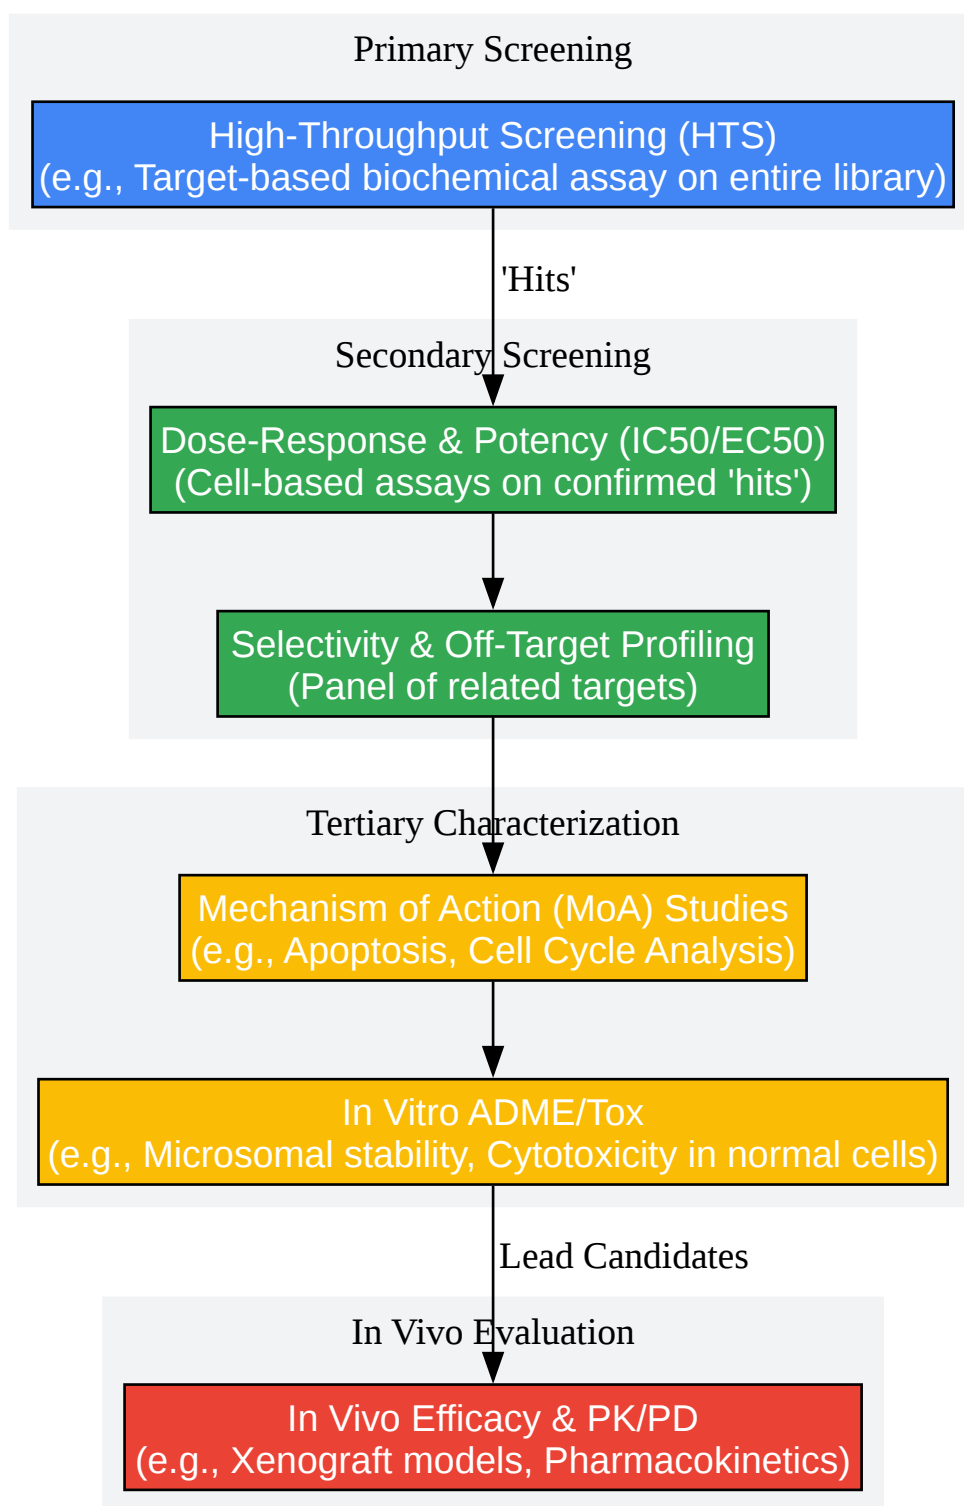 Primary Screening
High-Throughput Screening (HTS)
(e.g., Target-based biochemical assay on entire library)
'Hits'
Secondary Screening
Dose-Response & Potency (IC50/EC50)
(Cell-based assays on confirmed 'hits')
Selectivity & Off-Target Profiling
(Panel of related targets)
Tertiary Characterization
Mechanism of Action (MoA) Studies
(e.g., Apoptosis, Cell Cycle Analysis)
In Vitro ADME/Tox
(e.g., Microsomal stability, Cytotoxicity in normal cells)
Lead Candidates
In Vivo Evaluation
In Vivo Efficacy & PK/PD
(e.g., Xenograft models, Pharmacokinetics)